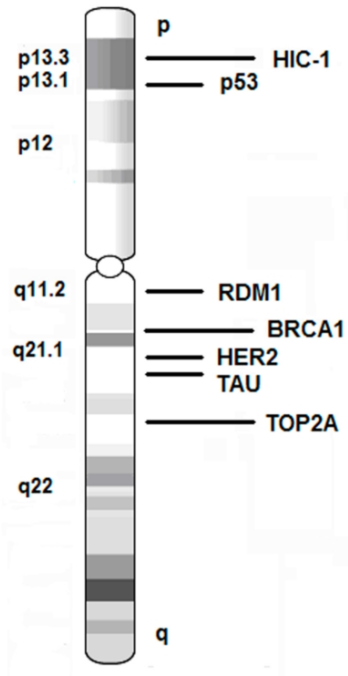 p
p13.3
HIC-1
p13.1
p53
p12
q11.2
RDM1
BRCA1
q21.1
HER2
TAU
TOP2A
q22
q